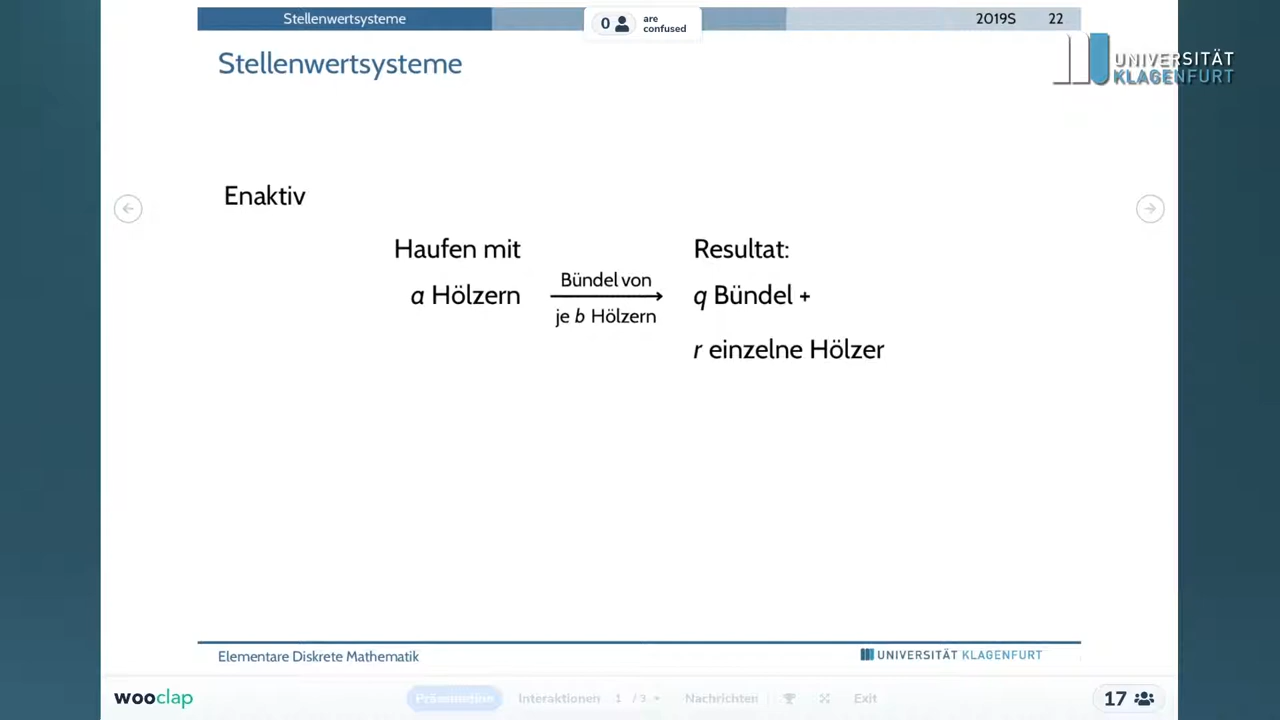 Stellenwertsysteme
0 are confused
2019S 22
Stellenwertsysteme
UNIVERSITÄT
KLAGENFURT
Enaktiv
Haufen mit
a Hölzern
Bündel von
je b Hölzern
Resultat:
q Bündel +
r einzelne Hölzer
Elementare Diskrete Mathematik
UNIVERSITÄT KLAGENFURT
wooclap
Präsentation
Interaktionen 1 / 3
Nachrichten
Exit
17